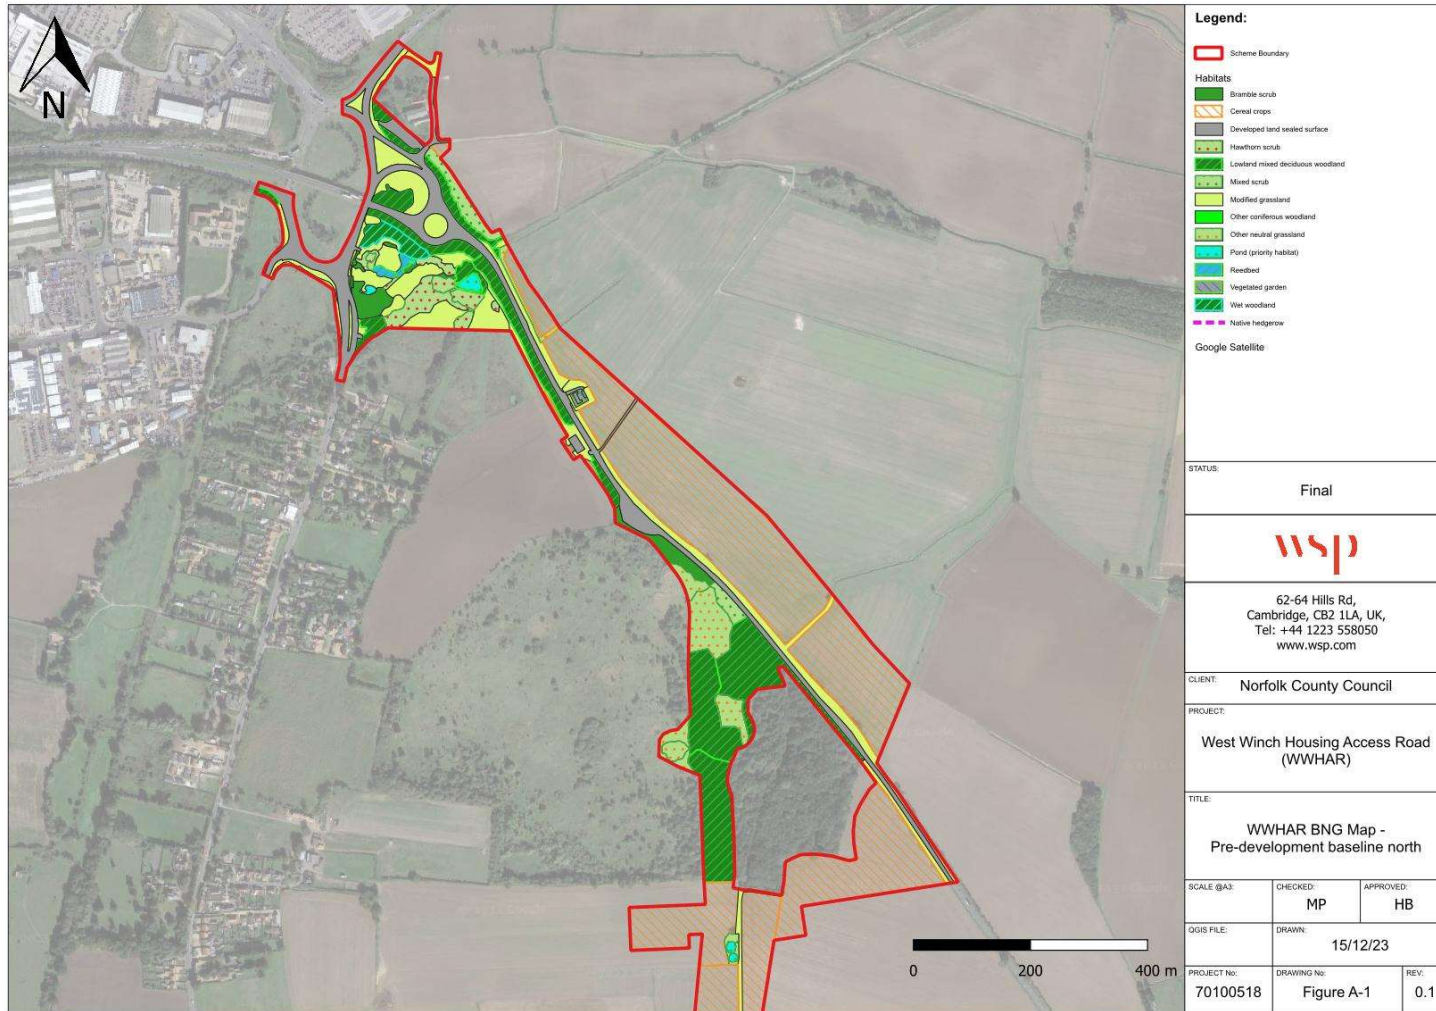 N
Legend:
Scheme Boundary
Habitats
Bramble scrub
Cereal crops
Developed land sealed surface
Hawthorn scrub
Lowland mixed deciduous woodland
Mixed scrub
Modified grassland
Other coniferous woodland
Other neutral grassland
Pond (priority habitat)
Reedbed
Vegetated garden
Wet woodland
Native hedgerow
Google Satellite
STATUS:
Final
wsp
62-64 Hills Rd,
Cambridge, CB2 1LA, UK,
Tel: +44 1223 558050
www.wsp.com
CLIENT:
Norfolk County Council
PROJECT:
West Winch Housing Access Road
(WWHAR)
TITLE:
WWHAR BNG Map -
Pre-development baseline north
SCALE @A3:
CHECKED:
MP
APPROVED:
HB
QGIS FILE:
DRAWN:
15/12/23
PROJECT No:
70100518
DRAWING No:
Figure A-1
REV:
0.1
0 200 400 m